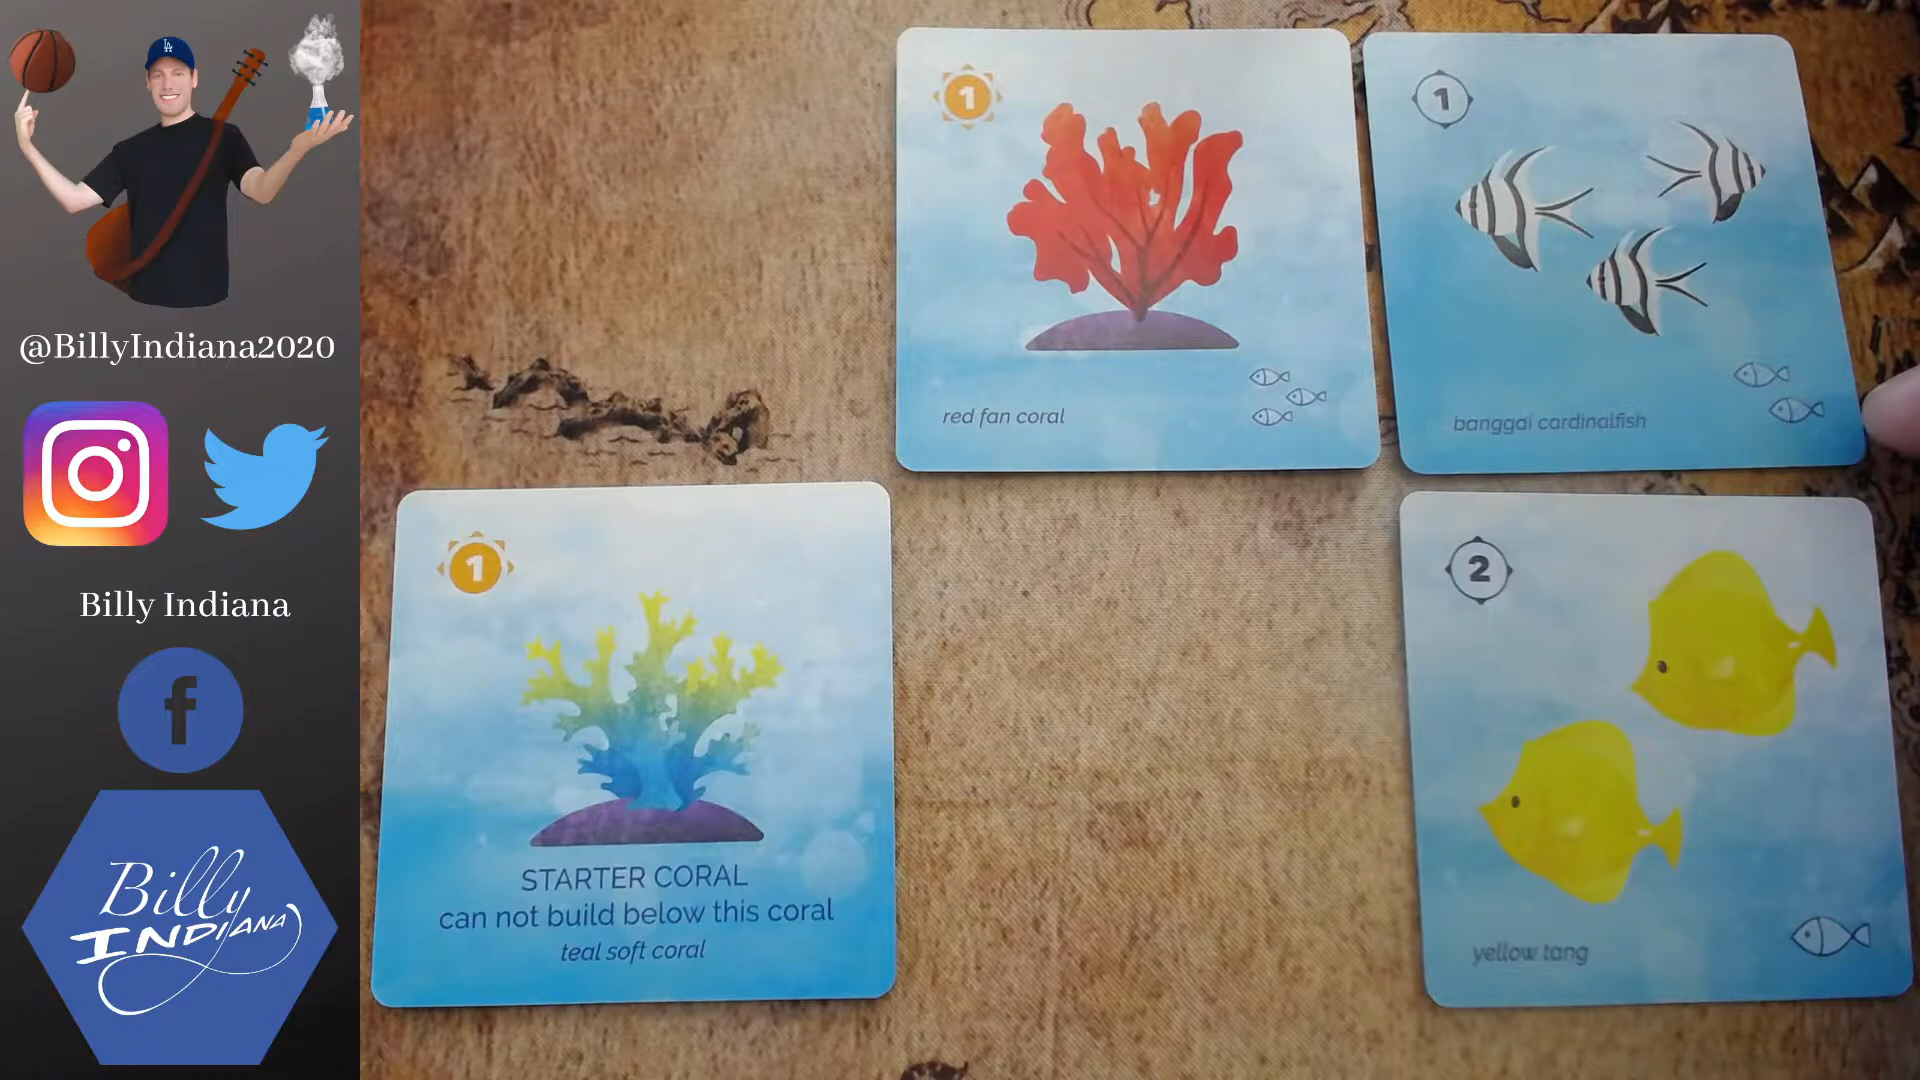 LA
@BillyIndiana2020
Billy Indiana
f
Billy
INDIANA
1
red fan coral
1
banggai cardinalfish
1
STARTER CORAL
can not build below this coral
teal soft coral
2
yellow tang